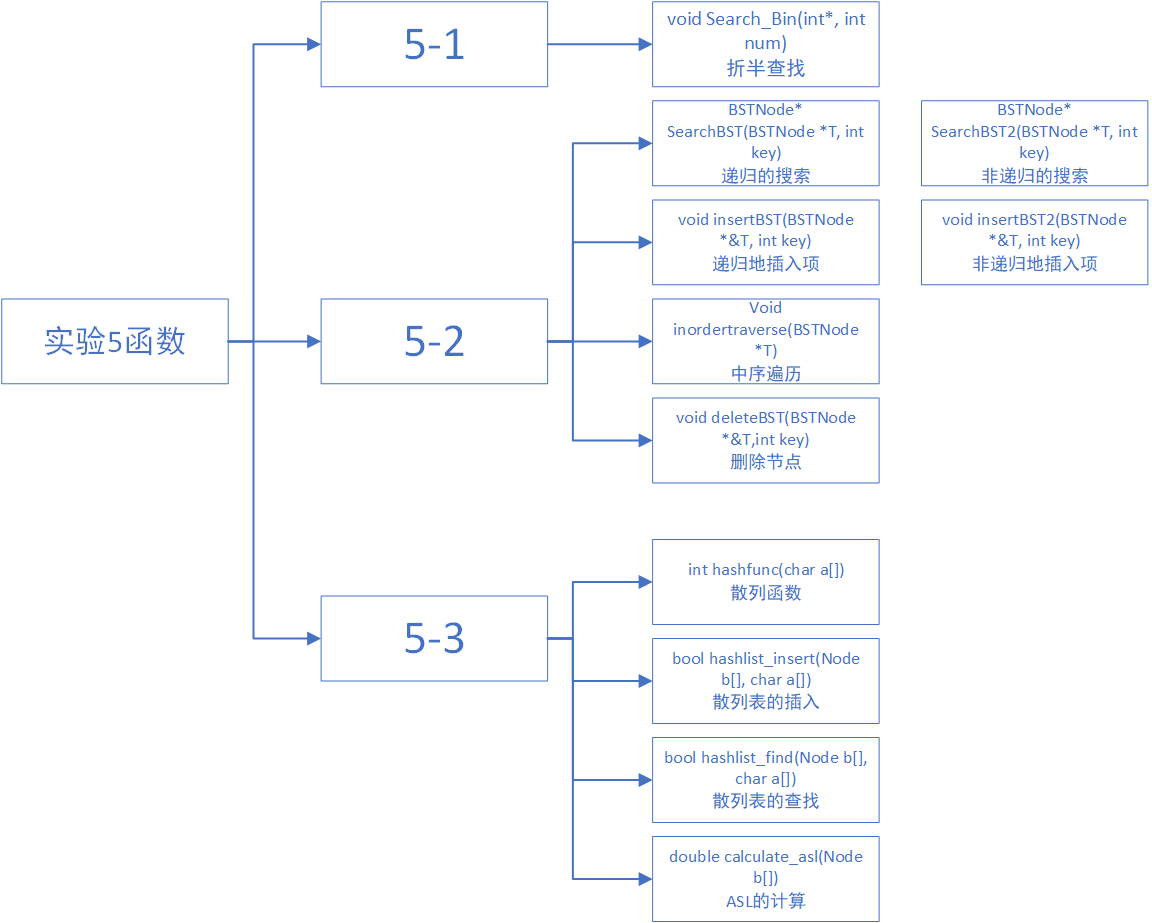 实验5函数
5-1
void Search_Bin(int*, int
num)
折半查找
5-2
BSTNode*
SearchBST(BSTNode *T, int
key)
递归的搜索
BSTNode*
SearchBST2(BSTNode *T, int
key)
非递归的搜索
void insertBST(BSTNode
*&T, int key)
递归地插入项
void insertBST2(BSTNode
*&T, int key)
非递归地插入项
Void
inordertraverse(BSTNode
*T)
中序遍历
void deleteBST(BSTNode
*&T,int key)
删除节点
5-3
int hashfunc(char a[])
散列函数
bool hashlist_insert(Node
b[], char a[])
散列表的插入
bool hashlist_find(Node b[],
char a[])
散列表的查找
double calculate_asl(Node
b[])
ASL的计算